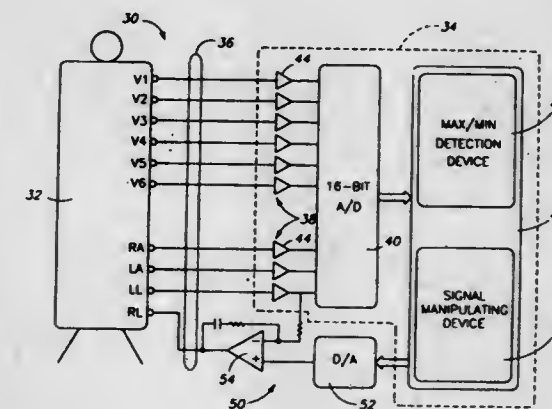 30
36
34
44
V1
V2
V3
V4
V5
V6
32
38
RA
LA
LL
RL
44
16-BIT
A/D
40
MAX/MIN
DETECTION
DEVICE
SIGNAL
MANIPULATING
DEVICE
-
+
54
50
D/A
52